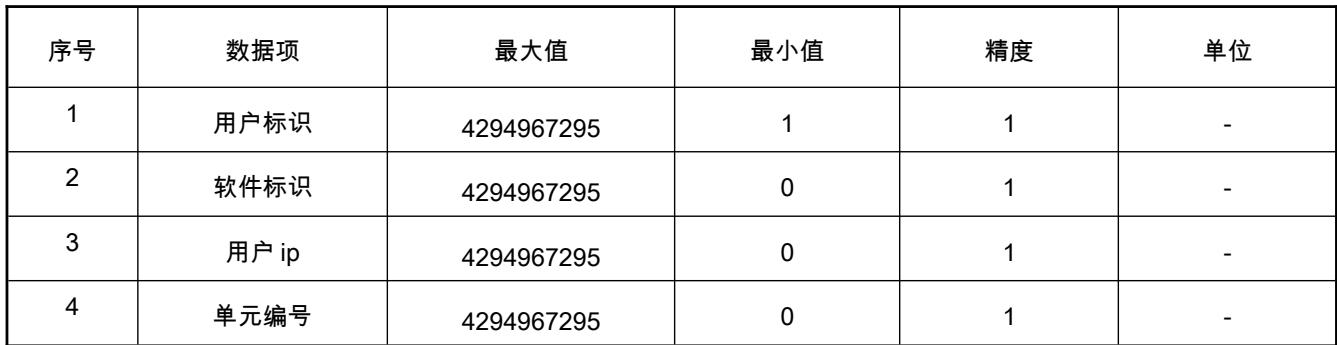 序号 数据项 最大值 最小值 精度 单位
1 用户标识 4294967295 1 1 -
2 软件标识 4294967295 0 1 -
3 用户 ip 4294967295 0 1 -
4 单元编号 4294967295 0 1 -